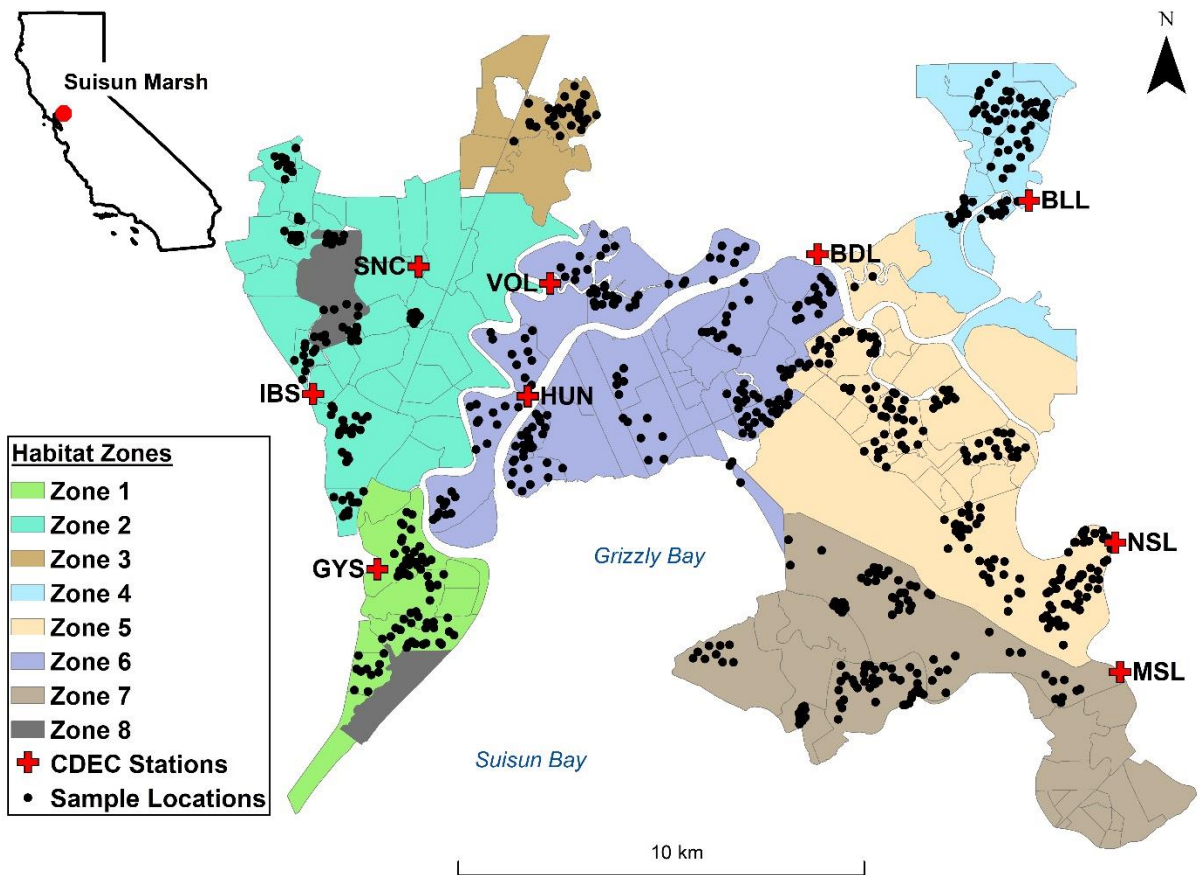 N
Suisun Marsh
BLL
BDL
SNC
VOL
IBS
HUN
GYS
NSL
MSL
Grizzly Bay
Suisun Bay
Habitat Zones
Zone 1
Zone 2
Zone 3
Zone 4
Zone 5
Zone 6
Zone 7
Zone 8
CDEC Stations
Sample Locations
10 km